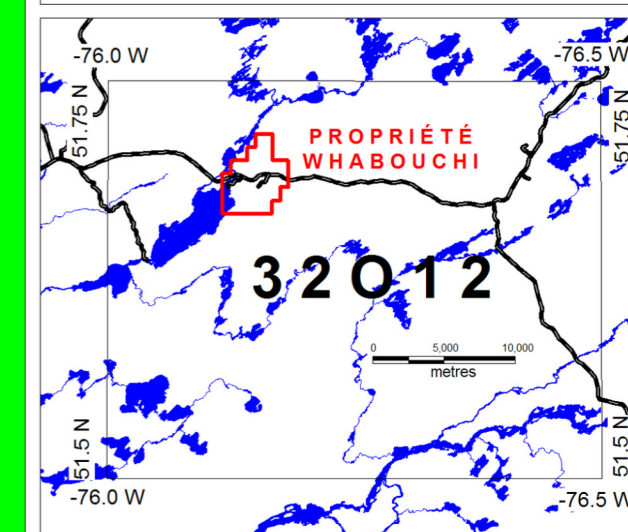 -76.0 W
-76.5 W
51.75 N
51.75 N
PROPRIÉTÉ
WHABOUCHI
32O12
0 5,000 10,000
metres
51.5 N
51.5 N
-76.0 W
-76.5 W